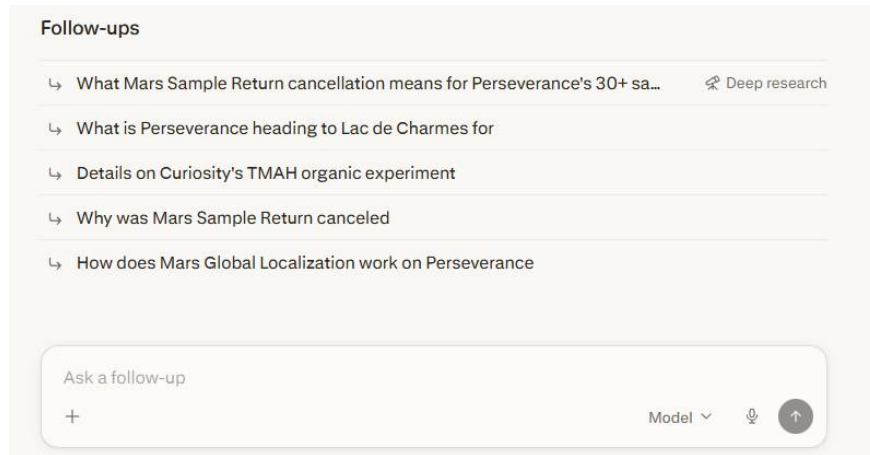 Follow-ups
What Mars Sample Return cancellation means for Perseverance's 30+ sa... Deep research
What is Perseverance heading to Lac de Charmes for
Details on Curiosity's TMAH organic experiment
Why was Mars Sample Return canceled
How does Mars Global Localization work on Perseverance
Ask a follow-up
Model